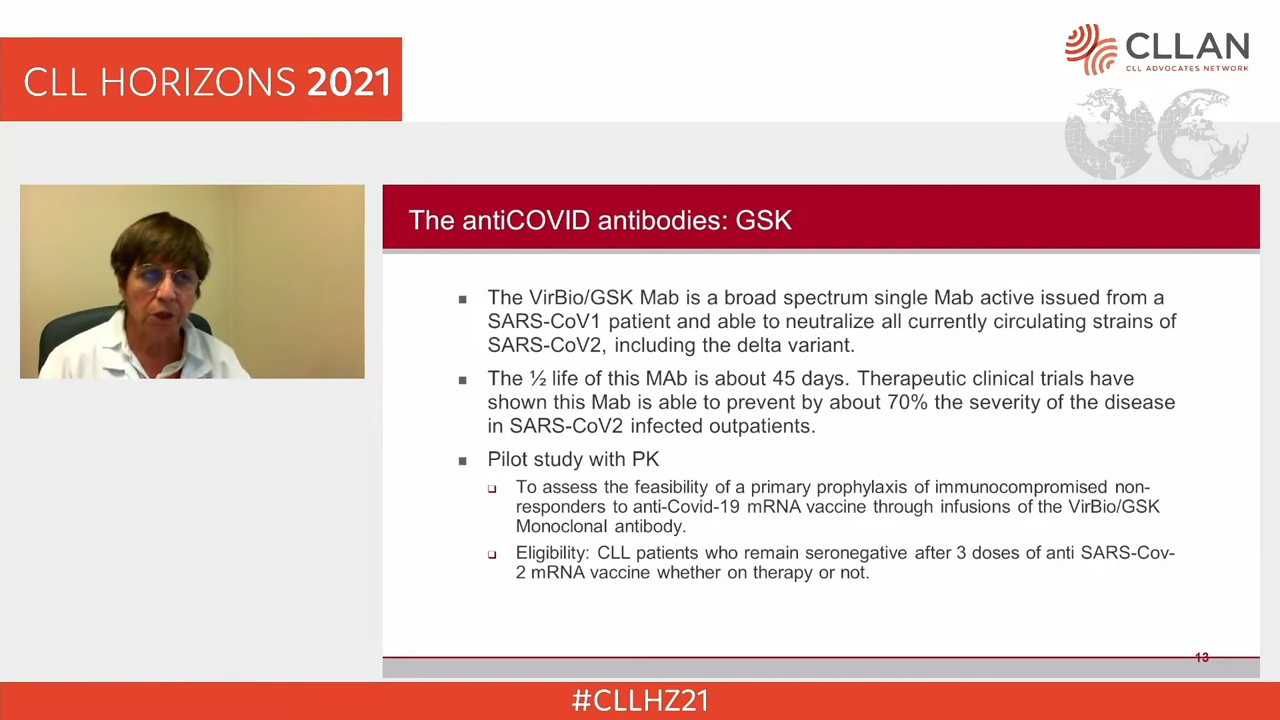 CLL HORIZONS 2021
CLLAN
CLL ADVOCATES NETWORK
The antiCOVID antibodies: GSK
The VirBio/GSK Mab is a broad spectrum single Mab active issued from a
SARS-CoV1 patient and able to neutralize all currently circulating strains of
SARS-CoV2, including the delta variant.
The ½ life of this MAb is about 45 days. Therapeutic clinical trials have
shown this Mab is able to prevent by about 70% the severity of the disease
in SARS-CoV2 infected outpatients.
Pilot study with PK
To assess the feasibility of a primary prophylaxis of immunocompromised non-
responders to anti-Covid-19 mRNA vaccine through infusions of the VirBio/GSK
Monoclonal antibody.
Eligibility: CLL patients who remain seronegative after 3 doses of anti SARS-Cov-
2 mRNA vaccine whether on therapy or not.
13
#CLLHZ21